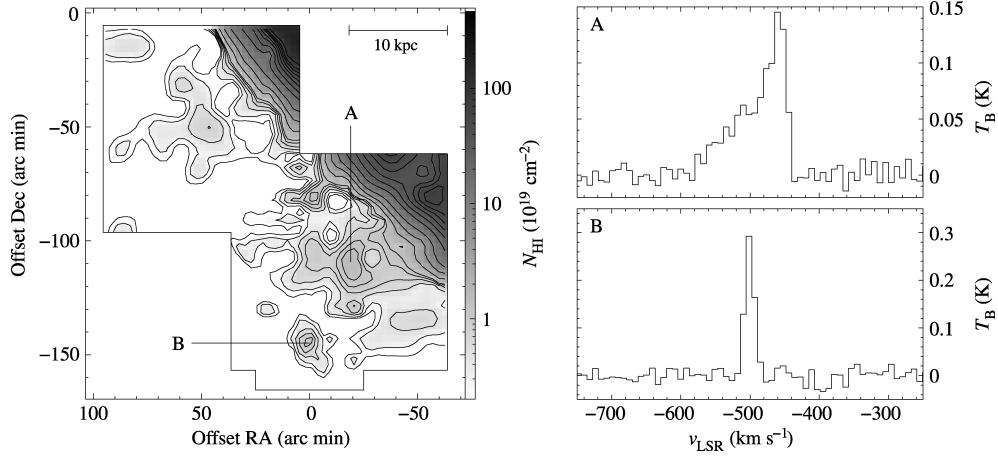 0
−50
−100
−150
Offset Dec (arc min)
100
50
0
−50
Offset RA (arc min)
10 kpc
A
B
100
10
1
N_HI (10^19 cm^−2)
A
0.15
0.10
0.05
0
T_B (K)
B
0.3
0.2
0.1
0
T_B (K)
−700
−600
−500
−400
−300
v_LSR (km s^−1)